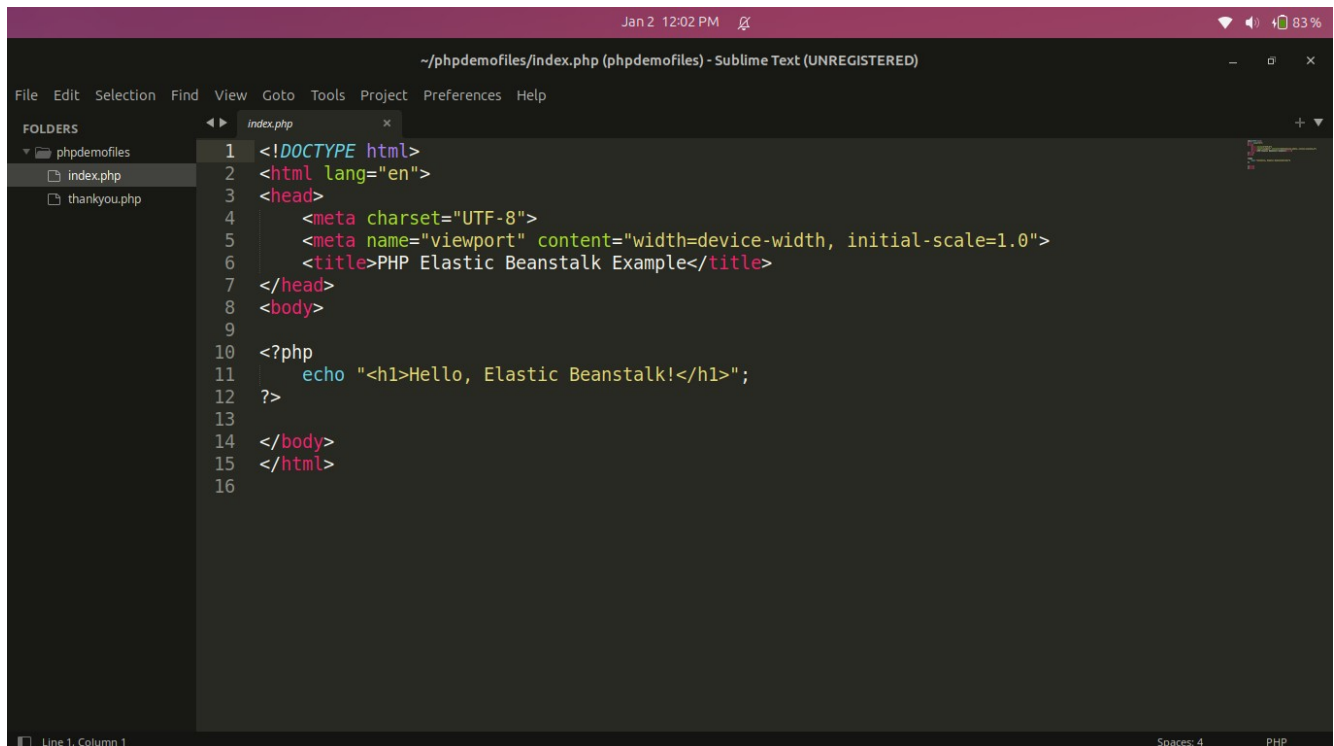 Jan 2 12:02 PM
83%
~/phpdemofiles/index.php (phpdemofiles) - Sublime Text (UNREGISTERED)
File Edit Selection Find View Goto Tools Project Preferences Help
FOLDERS
phpdemofiles
index.php
thankyou.php
index.php
1 <!DOCTYPE html>
2 <html lang="en">
3 <head>
4     <meta charset="UTF-8">
5     <meta name="viewport" content="width=device-width, initial-scale=1.0">
6     <title>PHP Elastic Beanstalk Example</title>
7 </head>
8 <body>
9
10 <?php
11     echo "<h1>Hello, Elastic Beanstalk!</h1>";
12 ?>
13
14 </body>
15 </html>
16
Line 1, Column 1
Spaces: 4
PHP